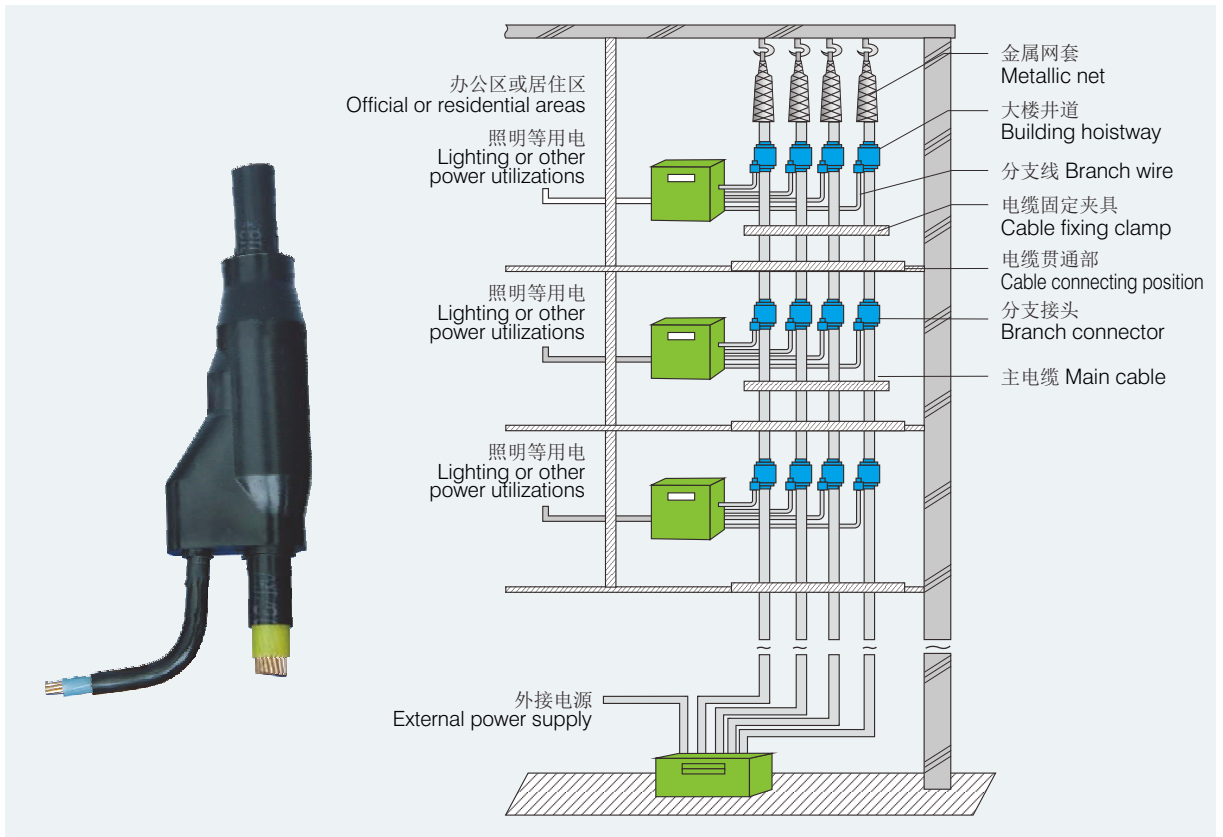 办公区或居住区
Official or residential areas
照明等用电
Lighting or other
power utilizations
照明等用电
Lighting or other
power utilizations
照明等用电
Lighting or other
power utilizations
外接电源
External power supply
金属网套
Metallic net
大楼井道
Building hoistway
分支线 Branch wire
电缆固定夹具
Cable fixing clamp
电缆贯通部
Cable connecting position
分支接头
Branch connector
主电缆 Main cable